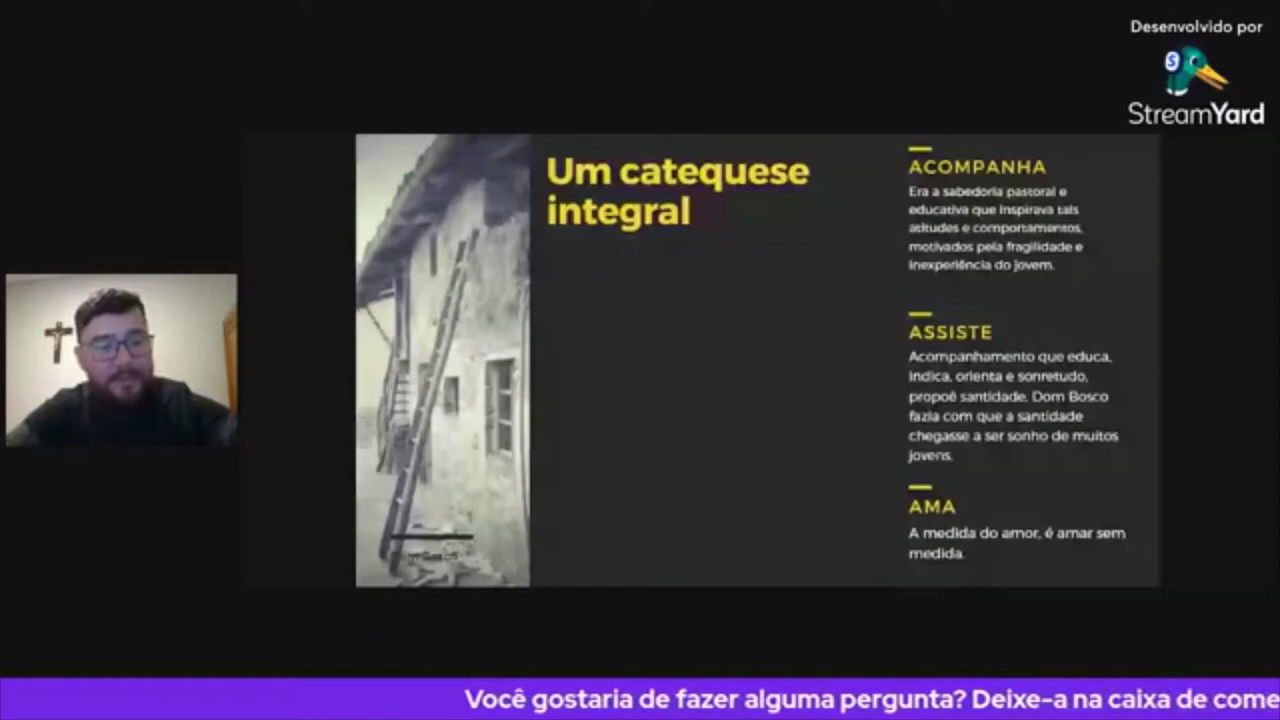 Desenvolvido por
StreamYard
Um catequese
integral
ACOMPANHA
Era a sabedoria pastoral e
educativa que inspirava tais
atitudes e comportamentos,
motivados pela fragilidade e
inexperiência do jovem.
ASSISTE
Acompanhamento que educa,
indica, orienta e sonretudo,
propoê santidade. Dom Bosco
fazia com que a santidade
chegasse a ser sonho de muitos
jovens.
AMA
A medida do amor, é amar sem
medida.
Você gostaria de fazer alguma pergunta? Deixe-a na caixa de come